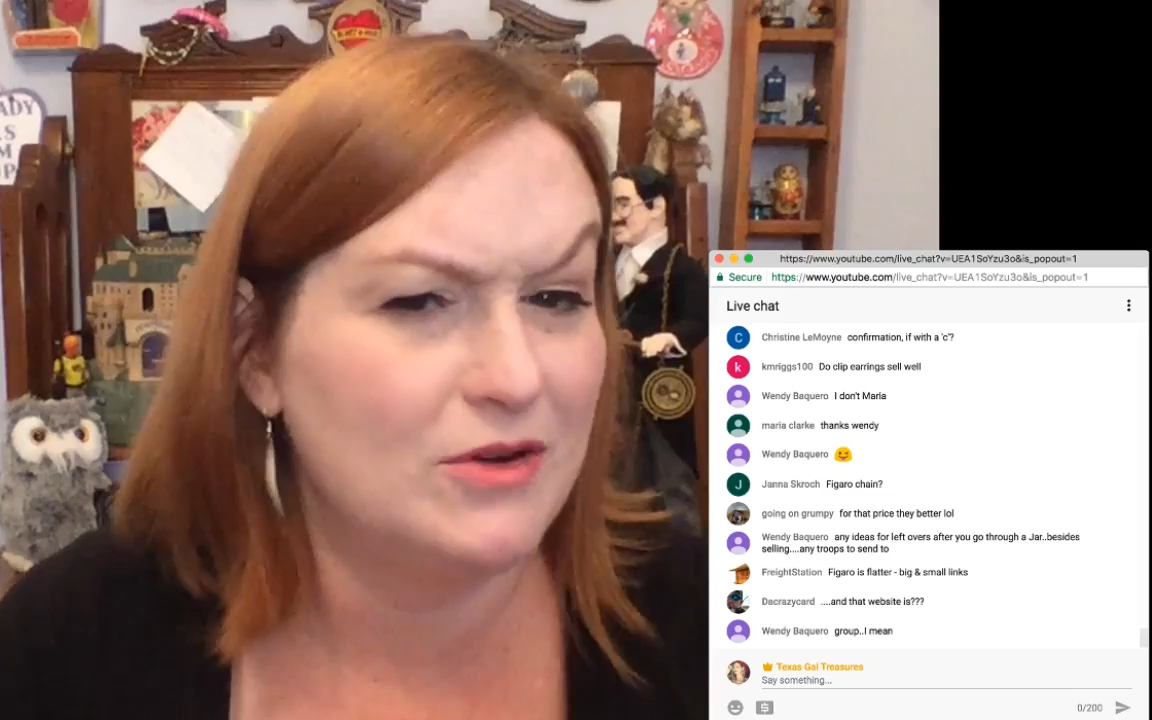 ADY
S
M
UP
https://www.youtube.com/live_chat?v=UEA1SoYzu3o&is_popout=1
Secure https://www.youtube.com/live_chat?v=UEA1SoYzu3o&is_popout=1
Live chat
C Christine LeMoyne confirmation, if with a 'c'?
k kmriggs100 Do clip earrings sell well
Wendy Baquero I don't Maria
maria clarke thanks wendy
Wendy Baquero 😜
J Janna Skroch Figaro chain?
going on grumpy for that price they better lol
Wendy Baquero any ideas for left overs after you go through a Jar..besides
selling....any troops to send to
FreightStation Figaro is flatter - big & small links
Dacrazycard ....and that website is???
Wendy Baquero group..I mean
Texas Gal Treasures
Say something...
0/200